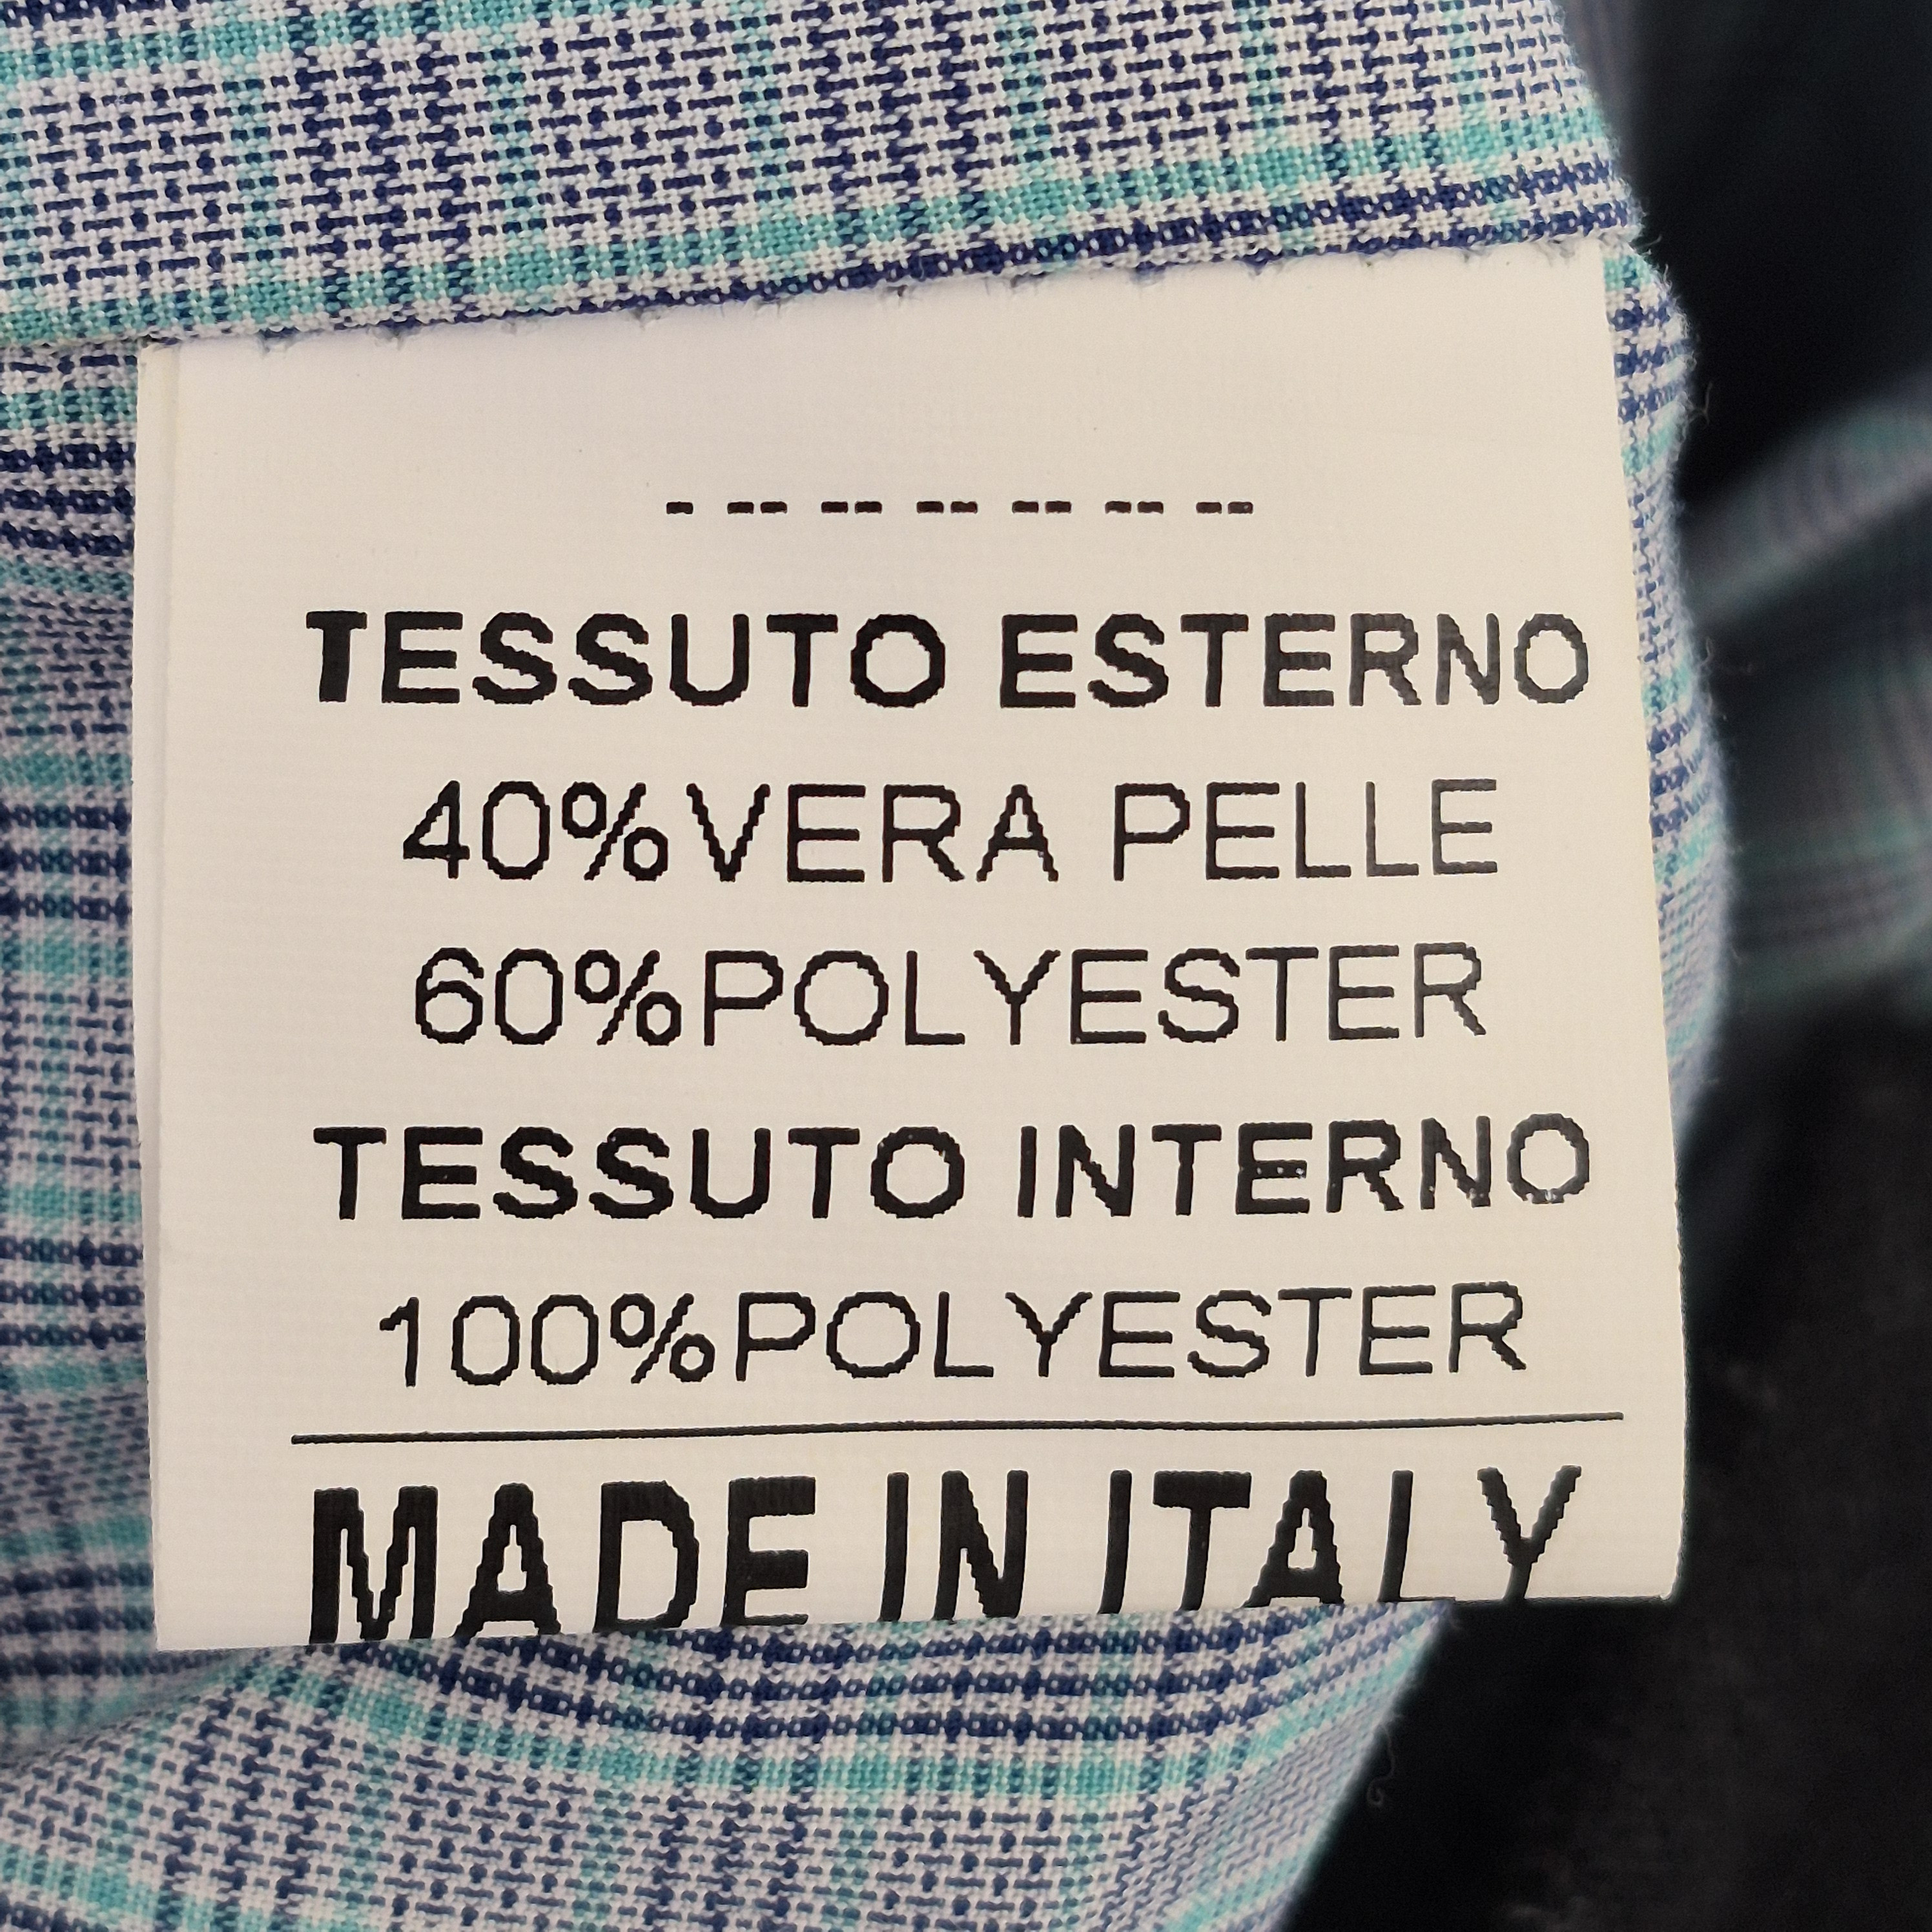 - -- -- -- -- -- --
TESSUTO ESTERNO
40%VERA PELLE
60%POLYESTER
TESSUTO INTERNO
100%POLYESTER
MADE IN ITALY